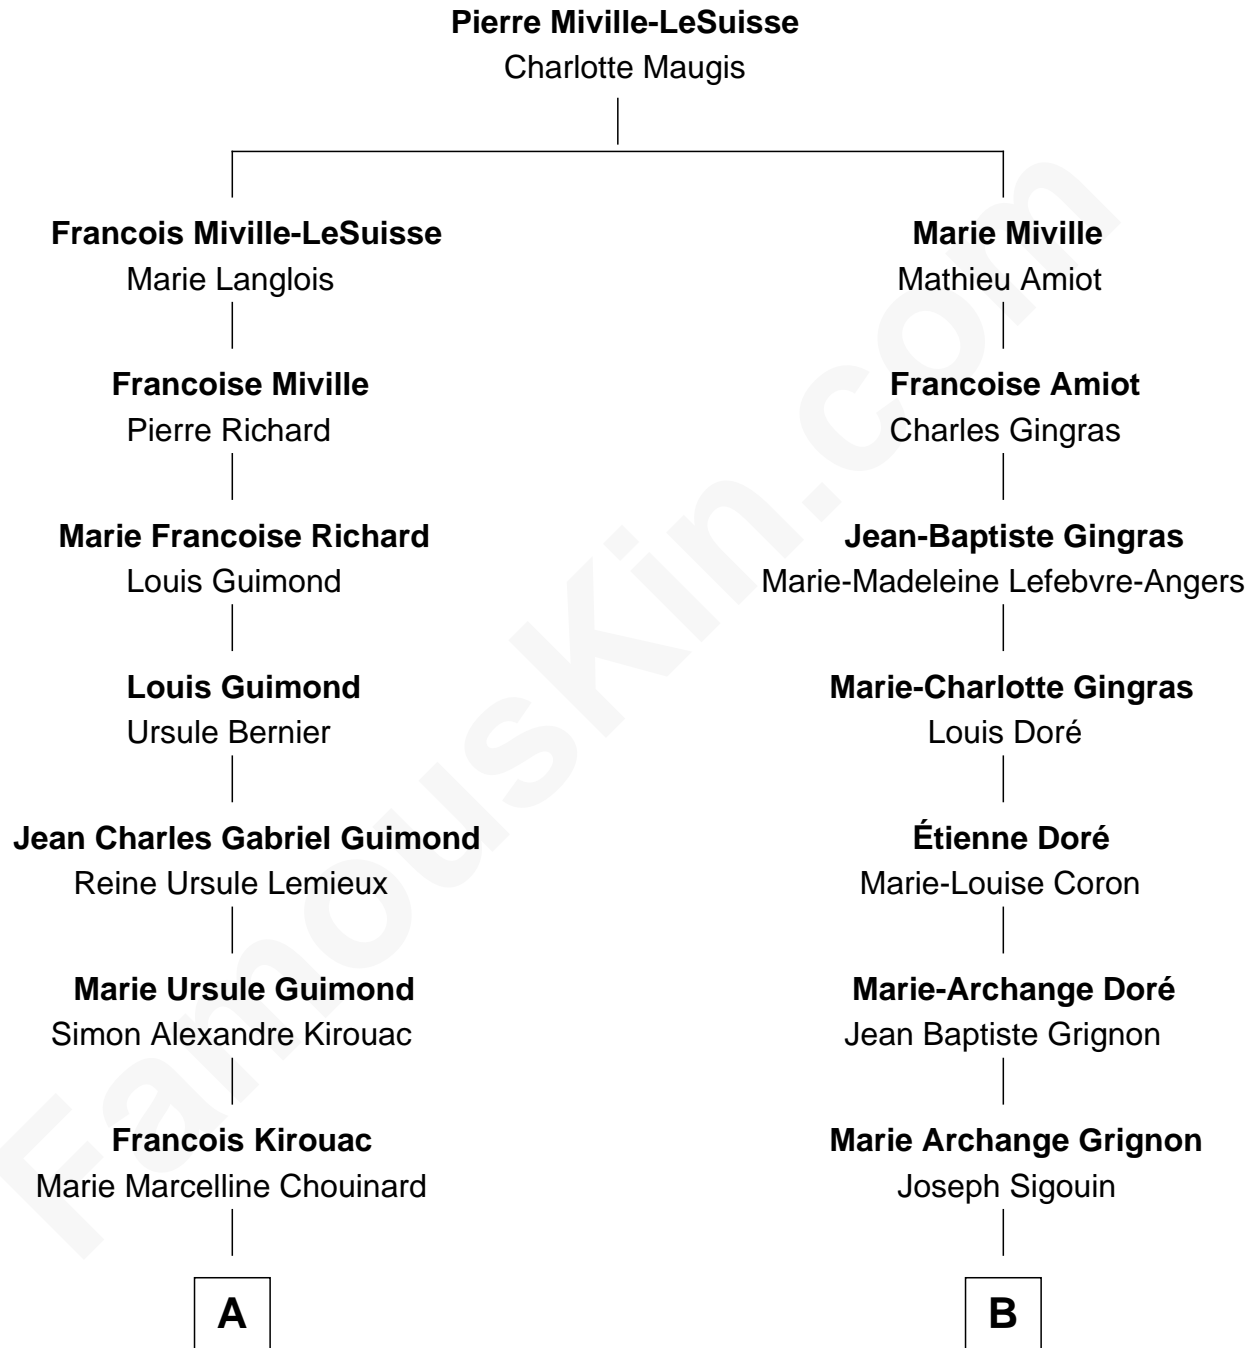 Pierre Miville-LeSuisse
Charlotte Maugis
Francois Miville-LeSuisse
Marie Langlois
Marie Miville
Mathieu Amiot
Francoise Miville
Pierre Richard
Francoise Amiot
Charles Gingras
Marie Francoise Richard
Louis Guimond
Jean-Baptiste Gingras
Marie-Madeleine Lefebvre-Angers
Louis Guimond
Ursule Bernier
Marie-Charlotte Gingras
Louis Doré
Jean Charles Gabriel Guimond
Reine Ursule Lemieux
Étienne Doré
Marie-Louise Coron
Marie Ursule Guimond
Simon Alexandre Kirouac
Marie-Archange Doré
Jean Baptiste Grignon
Francois Kirouac
Marie Marcelline Chouinard
Marie Archange Grignon
Joseph Sigouin
A
B
FamousKin.com